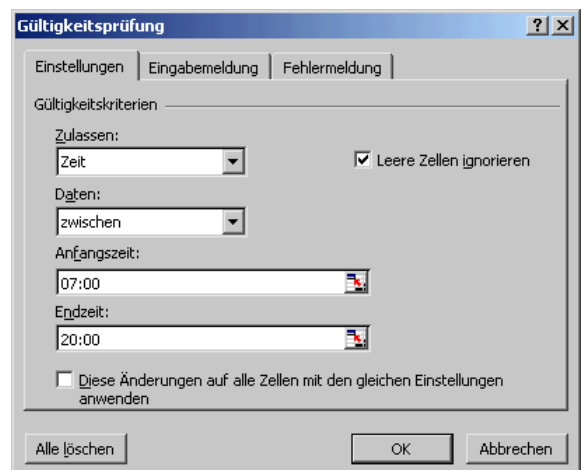 Gültigkeitsprüfung
Einstellungen Eingabemeldung Fehlermeldung
Gültigkeitskriterien
Zulassen:
Zeit Leere Zellen ignorieren
Daten:
zwischen
Anfangszeit:
07:00
Endzeit:
20:00
Diese Änderungen auf alle Zellen mit den gleichen Einstellungen
anwenden
Alle löschen OK Abbrechen